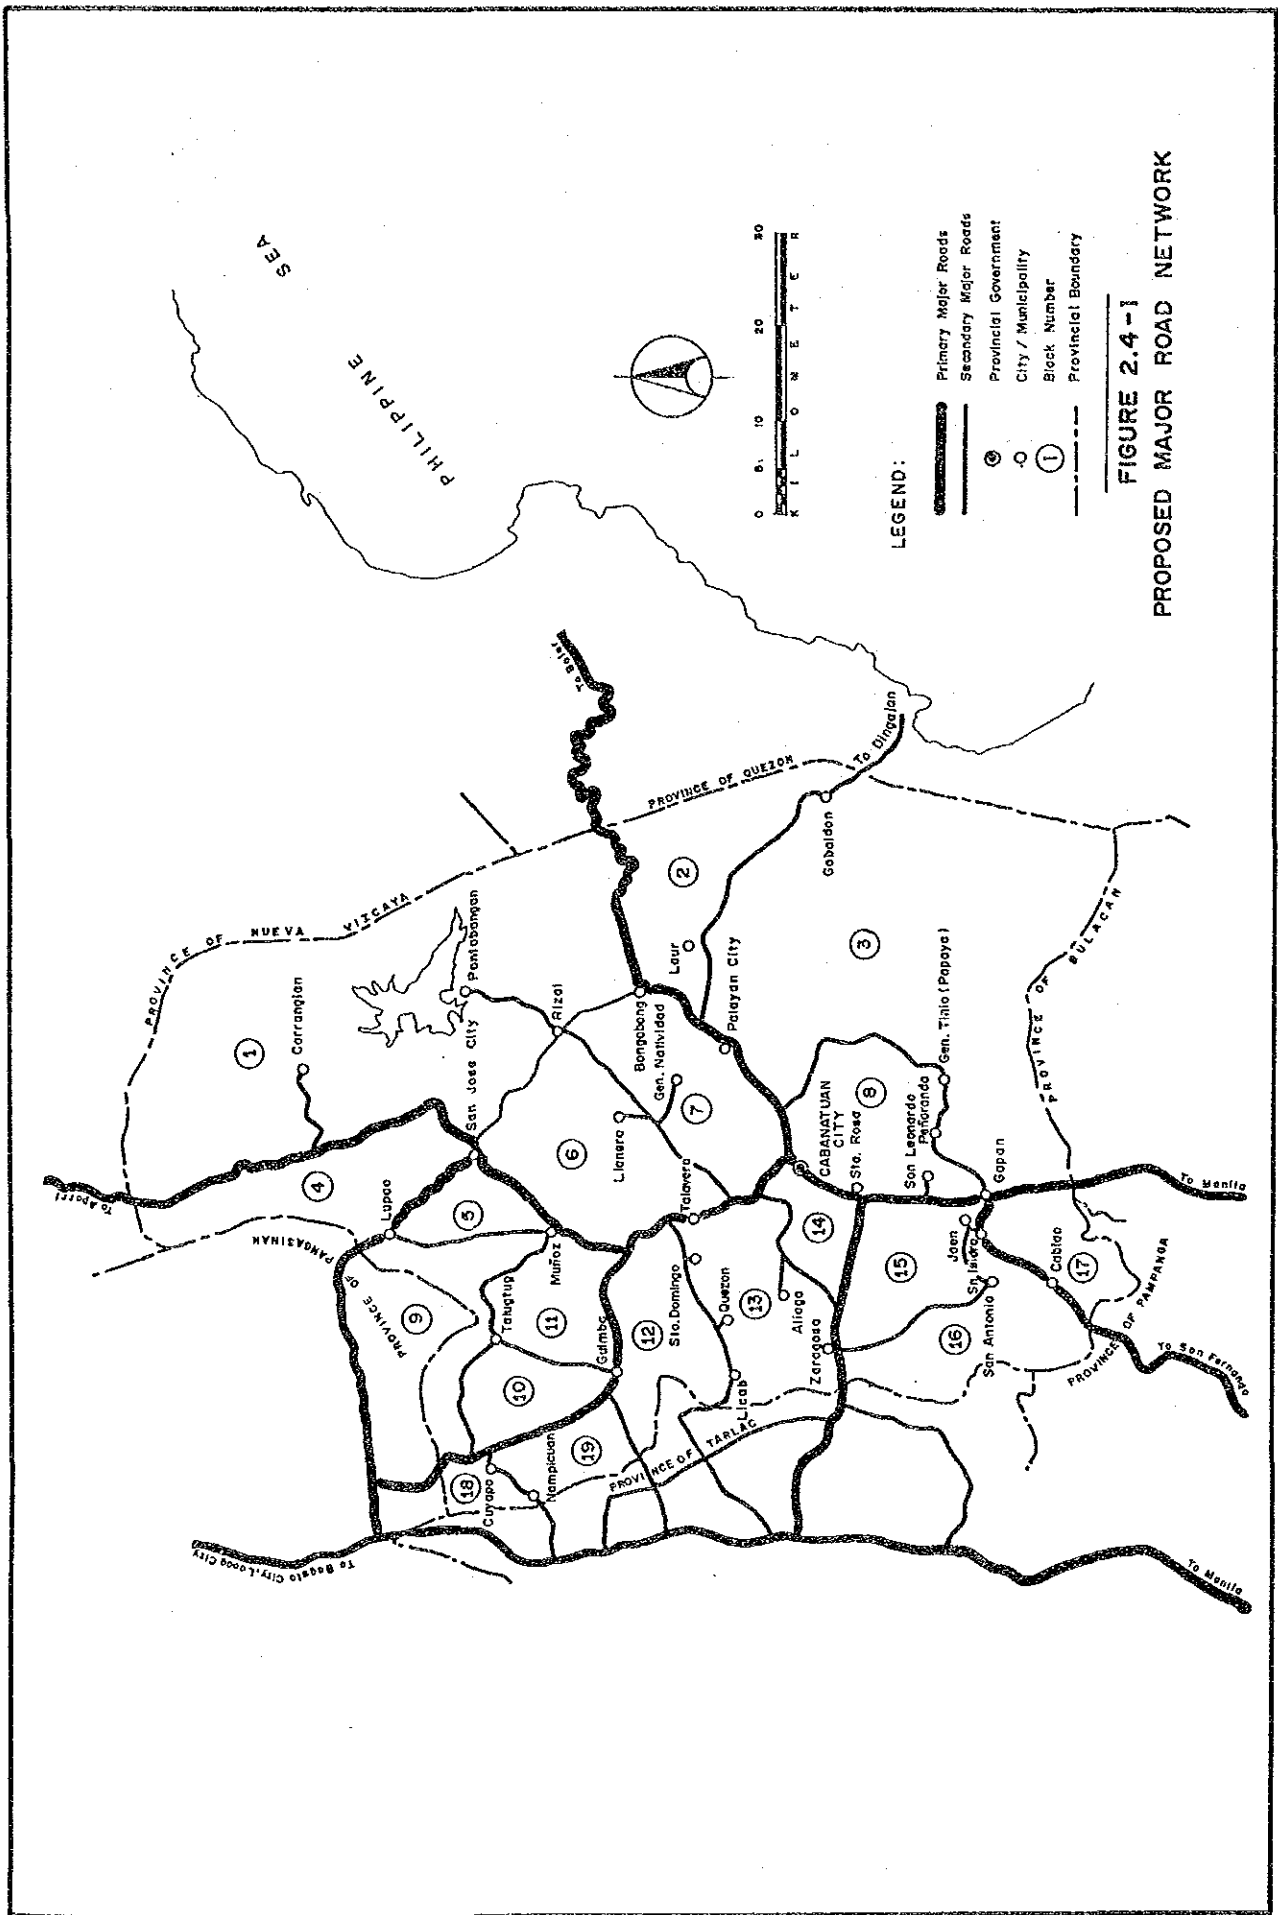 To Aparri
PROVINCE OF NUEVA VIZCAYA
1
Carranglan
4
PROVINCE OF PANGASINAN
Lupao
San Jose City
Pantabangan
5
9
Talugtug
Muñoz
Rizal
6
11
10
Guimba
18
Cuyapo
Nampicuan
19
12
Llanera
Bongabong
Gen. Natividad
7
Talavera
Sto. Domingo
Quezon
Licab
13
Aliaga
Zaragosa
14
PROVINCE OF TARLAC
Laur
2
Palayan City
PROVINCE OF QUEZON
To Baler
Gabaldon
To Dingalan
3
CABANATUAN
CITY
Sta. Rosa
8
San Leonardo
Peñaranda
Gen. Tinio (Papaya)
15
Jaen
Sn. Isidro
Gapan
16
San Antonio
Cabiao
17
PROVINCE OF BULACAN
PROVINCE OF PAMPANGA
To Manila
To San Fernando
To Manila
PHILIPPINE SEA
0 5 10 20 30
KILOMETER
LEGEND:
Primary Major Roads
Secondary Major Roads
Provincial Government
City / Municipality
1 Block Number
Provincial Boundary
FIGURE 2.4-1
PROPOSED MAJOR ROAD NETWORK